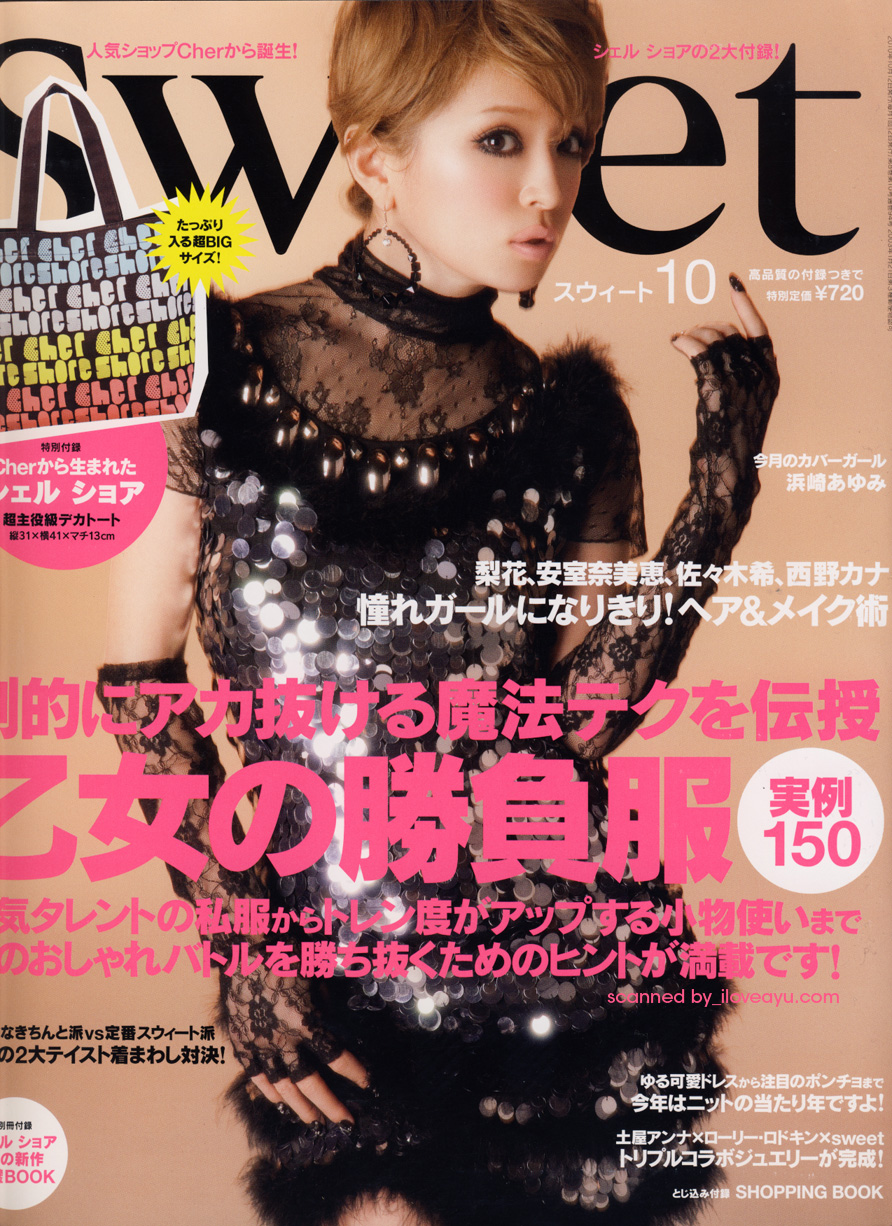 人気ショップCherから誕生!
シェル ショアの2大付録!
sweet
たっぷり
入る超BIG
サイズ!
スウィート10
高品質の付録つきで
特別定価 ¥720
特別付録
Cherから生まれた
シェル ショア
超主役級デカトート
縦31×横41×マチ13cm
今月のカバーガール
浜崎あゆみ
梨花、安室奈美恵、佐々木希、西野カナ
憧れガールになりきり!ヘア&メイク術
的にアカ抜ける魔法テクを伝授
乙女の勝負服
実例
150
気タレントの私服からトレンド度がアップする小物使いまで
のおしゃれバトルを勝ち抜くためのヒントが満載です!
scanned by_iloveayu.com
なきちんと派vs定番スウィート派
の2大テイスト着まわし対決!
ゆる可愛ドレスから注目のポンチョまで
今年はニットの当たり年ですよ!
別冊付録
ル ショア
の新作
BOOK
土屋アンナ×ローリー・ロドキン×sweet
トリプルコラボジュエリーが完成!
とじ込み付録 SHOPPING BOOK